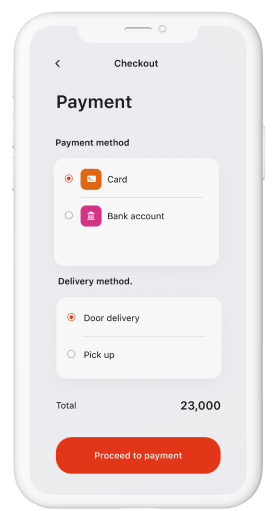 Checkout
Payment
Payment method
Card
Bank account
Delivery method.
Door delivery
Pick up
Total 23,000
Proceed to payment